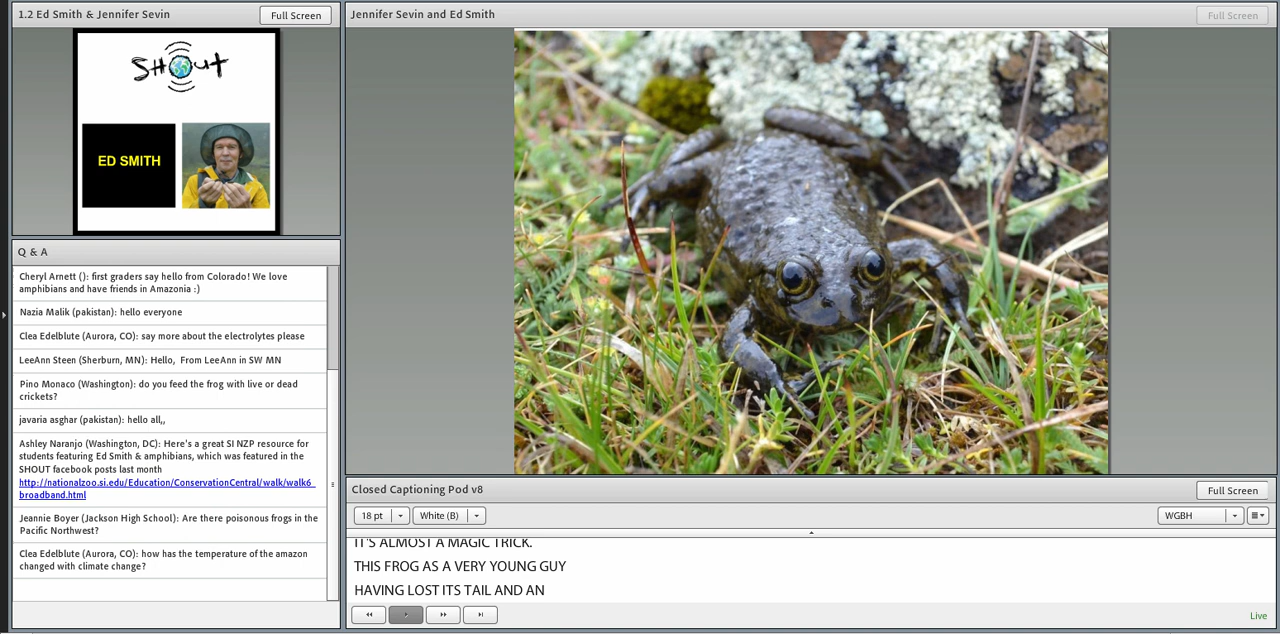 1.2 Ed Smith & Jennifer Sevin
Full Screen
SHOUT
ED SMITH
Q & A
Cheryl Arnett (): first graders say hello from Colorado! We love
amphibians and have friends in Amazonia :)
Nazia Malik (pakistan): hello everyone
Clea Edelblute (Aurora, CO): say more about the electrolytes please
LeeAnn Steen (Sherburn, MN): Hello, From LeeAnn in SW MN
Pino Monaco (Washington): do you feed the frog with live or dead
crickets?
javaria asghar (pakistan): hello all,,
Ashley Naranjo (Washington, DC): Here's a great SI NZP resource for
students featuring Ed Smith & amphibians, which was featured in the
SHOUT facebook posts last month
http://nationalzoo.si.edu/Education/ConservationCentral/walk/walk6_
broadband.html
Jeannie Boyer (Jackson High School): Are there poisonous frogs in the
Pacific Northwest?
Clea Edelblute (Aurora, CO): how has the temperature of the amazon
changed with climate change?
Jennifer Sevin and Ed Smith
Full Screen
Closed Captioning Pod v8
Full Screen
18 pt
White (B)
WGBH
IT'S ALMOST A MAGIC TRICK.
THIS FROG AS A VERY YOUNG GUY
HAVING LOST ITS TAIL AND AN
Live